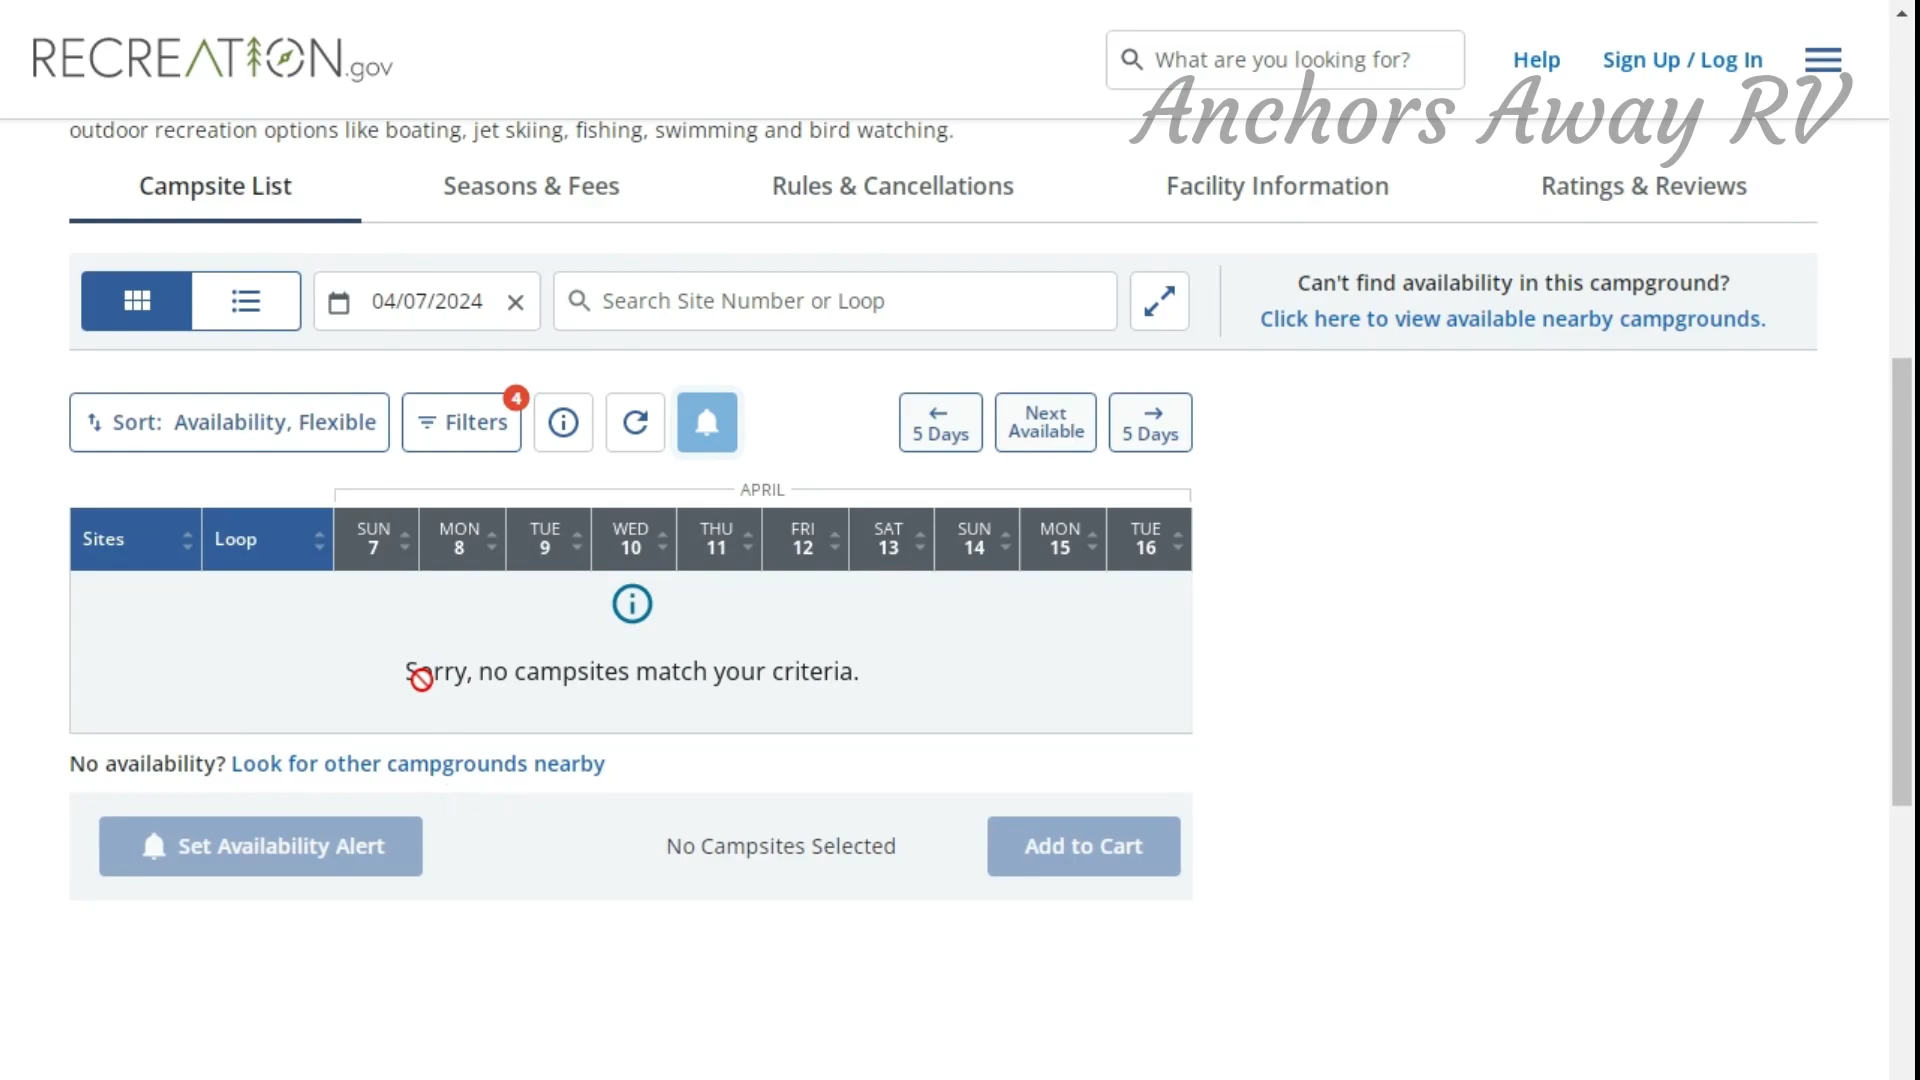 RECREATION.gov
What are you looking for?
Help
Sign Up / Log In
Anchors Away RV
outdoor recreation options like boating, jet skiing, fishing, swimming and bird watching.
Campsite List
Seasons & Fees
Rules & Cancellations
Facility Information
Ratings & Reviews
04/07/2024
Search Site Number or Loop
Can't find availability in this campground?
Click here to view available nearby campgrounds.
Sort: Availability, Flexible
Filters
4
5 Days
Next
Available
5 Days
APRIL
Sites
Loop
SUN
7
MON
8
TUE
9
WED
10
THU
11
FRI
12
SAT
13
SUN
14
MON
15
TUE
16
Sorry, no campsites match your criteria.
No availability? Look for other campgrounds nearby
Set Availability Alert
No Campsites Selected
Add to Cart